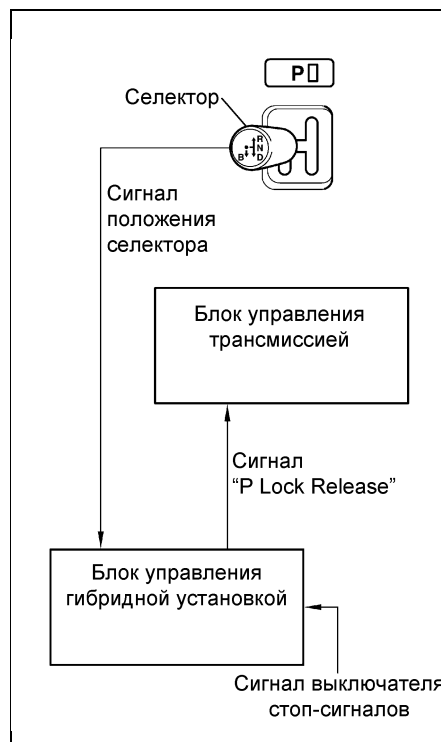 P
Селектор
R
N
B D
Сигнал
положения
селектора
Блок управления
трансмиссией
Сигнал
“P Lock Release”
Блок управления
гибридной установкой
Сигнал выключателя
стоп-сигналов